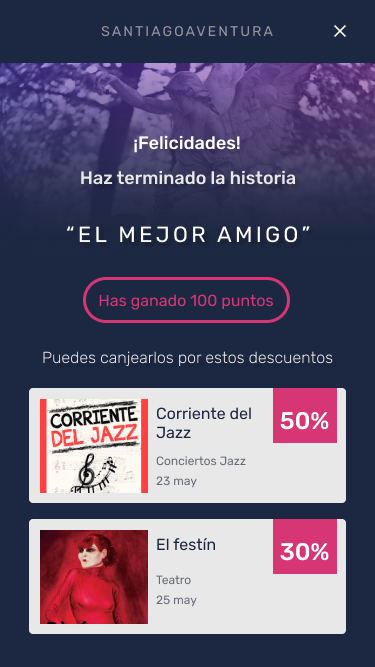 SANTIAGOAVENTURA
¡Felicidades!
Haz terminado la historia
“EL MEJOR AMIGO”
Has ganado 100 puntos
Puedes canjearlos por estos descuentos
CORRIENTE
DEL JAZZ
Corriente del
Jazz
50%
Conciertos Jazz
23 may
El festín
30%
Teatro
25 may